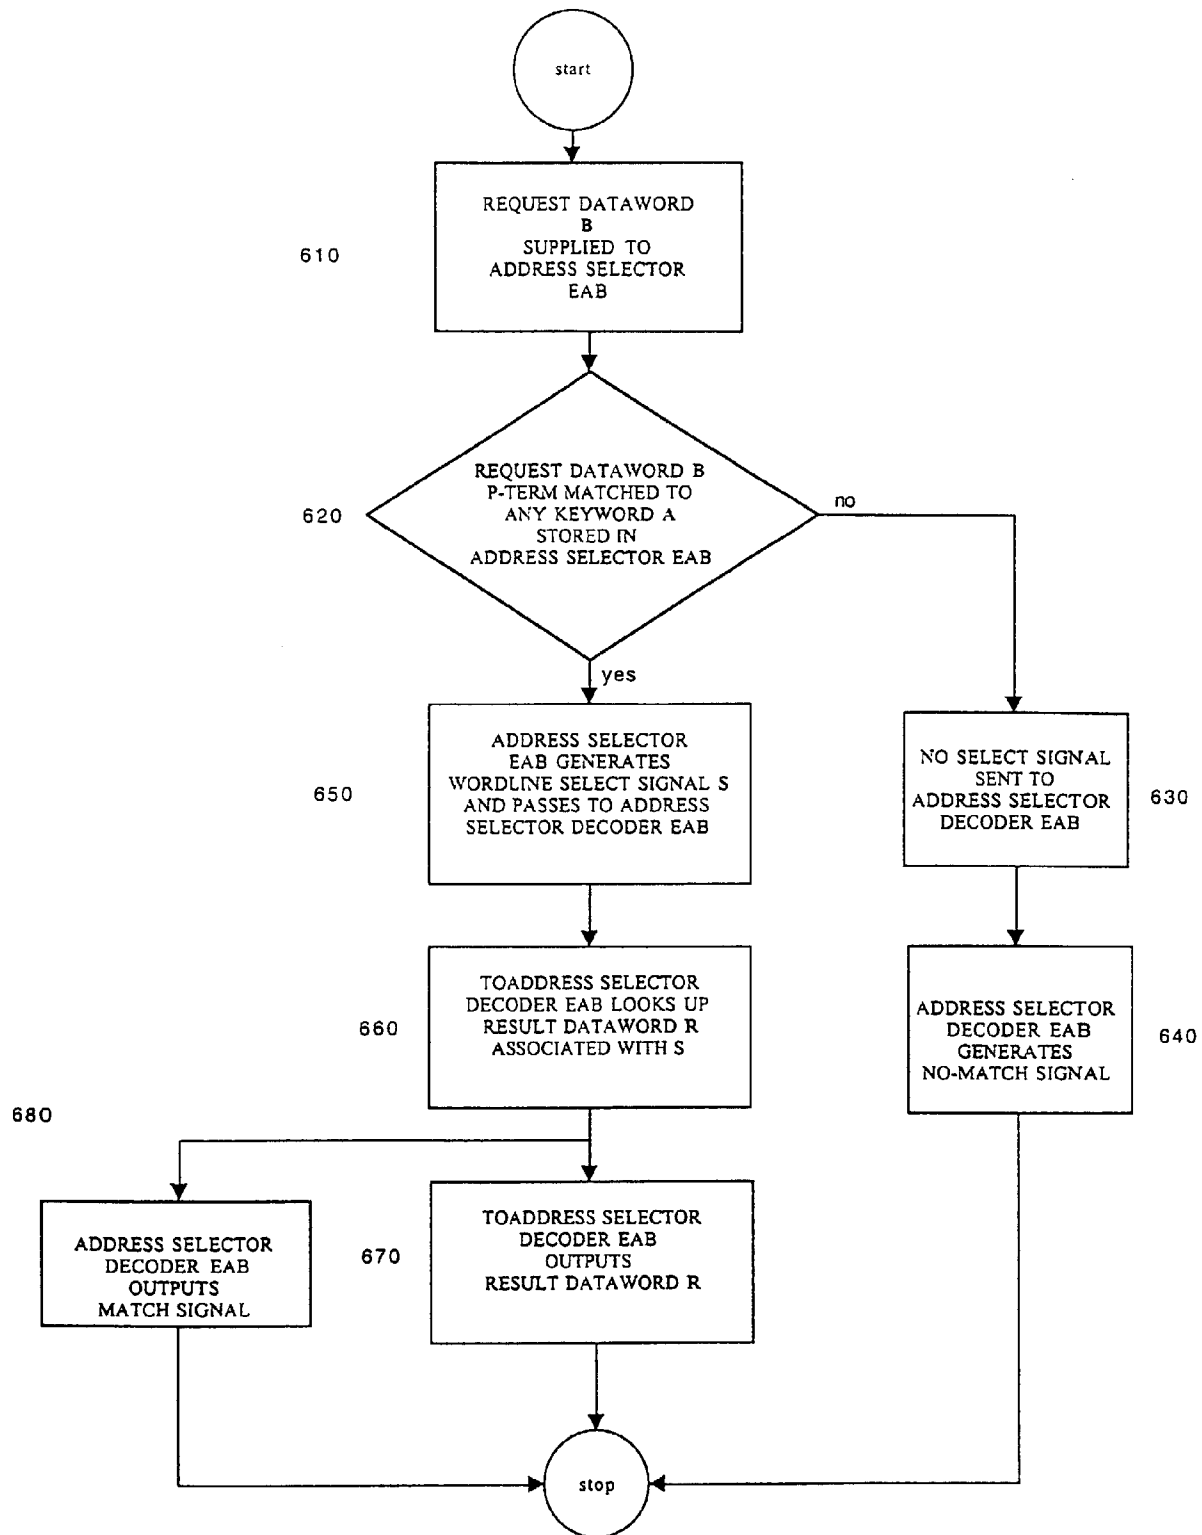 start
REQUEST DATAWORD
B
SUPPLIED TO
ADDRESS SELECTOR
EAB
610
REQUEST DATAWORD B
P-TERM MATCHED TO
ANY KEYWORD A
STORED IN
ADDRESS SELECTOR EAB
620
no
yes
ADDRESS SELECTOR
EAB GENERATES
WORDLINE SELECT SIGNAL S
AND PASSES TO ADDRESS
SELECTOR DECODER EAB
650
NO SELECT SIGNAL
SENT TO
ADDRESS SELECTOR
DECODER EAB
630
TOADDRESS SELECTOR
DECODER EAB LOOKS UP
RESULT DATAWORD R
ASSOCIATED WITH S
660
ADDRESS SELECTOR
DECODER EAB
GENERATES
NO-MATCH SIGNAL
640
680
ADDRESS SELECTOR
DECODER EAB
OUTPUTS
MATCH SIGNAL
670
TOADDRESS SELECTOR
DECODER EAB
OUTPUTS
RESULT DATAWORD R
stop